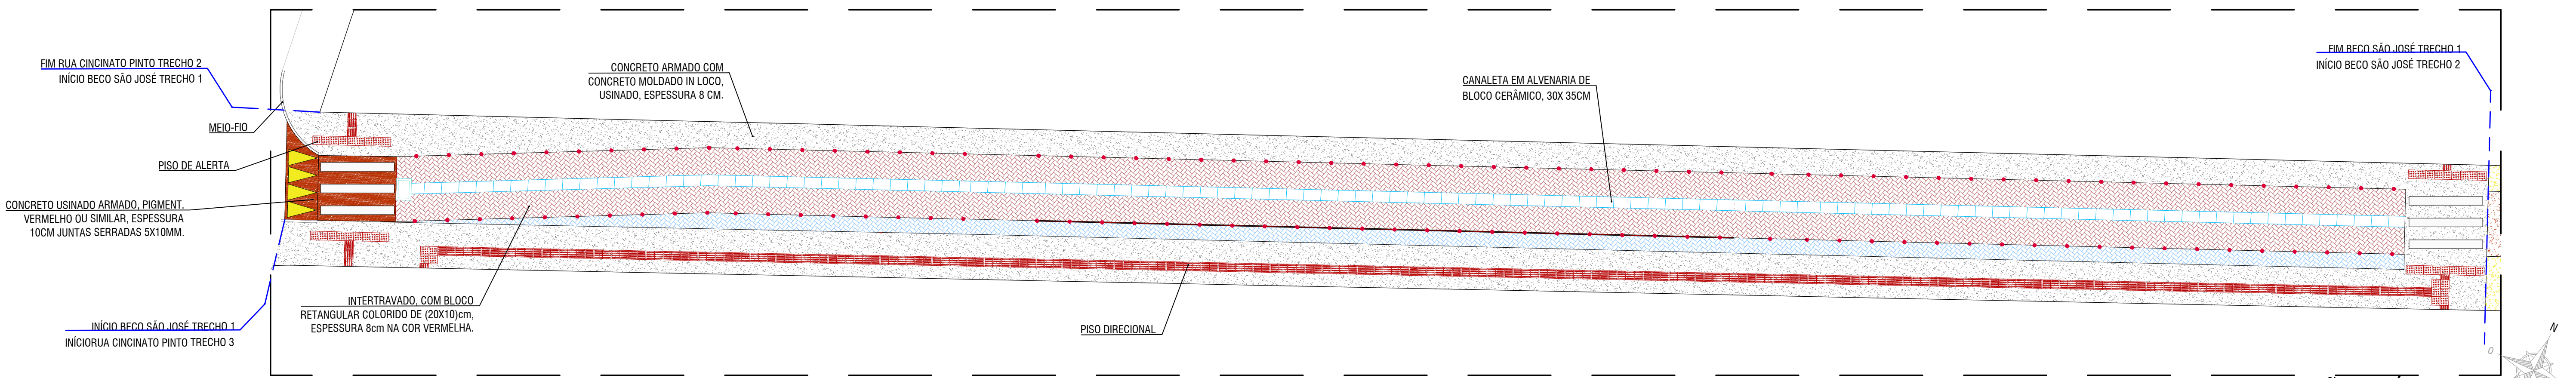 FIM RUA CINCINATO PINTO TRECHO 2
INÍCIO BECO SÃO JOSÉ TRECHO 1
MEIO-FIO
PISO DE ALERTA
CONCRETO USINADO ARMADO, PIGMENT.
VERMELHO OU SIMILAR, ESPESSURA
10CM JUNTAS SERRADAS 5X10MM.
INÍCIO BECO SÃO JOSÉ TRECHO 1
INÍCIORUA CINCINATO PINTO TRECHO 3
CONCRETO ARMADO COM
CONCRETO MOLDADO IN LOCO,
USINADO, ESPESSURA 8 CM.
INTERTRAVADO, COM BLOCO
RETANGULAR COLORIDO DE (20X10)cm,
ESPESSURA 8cm NA COR VERMELHA.
PISO DIRECIONAL
CANALETA EM ALVENARIA DE
BLOCO CERÂMICO, 30X 35CM
FIM BECO SÃO JOSÉ TRECHO 1
INÍCIO BECO SÃO JOSÉ TRECHO 2
N
O